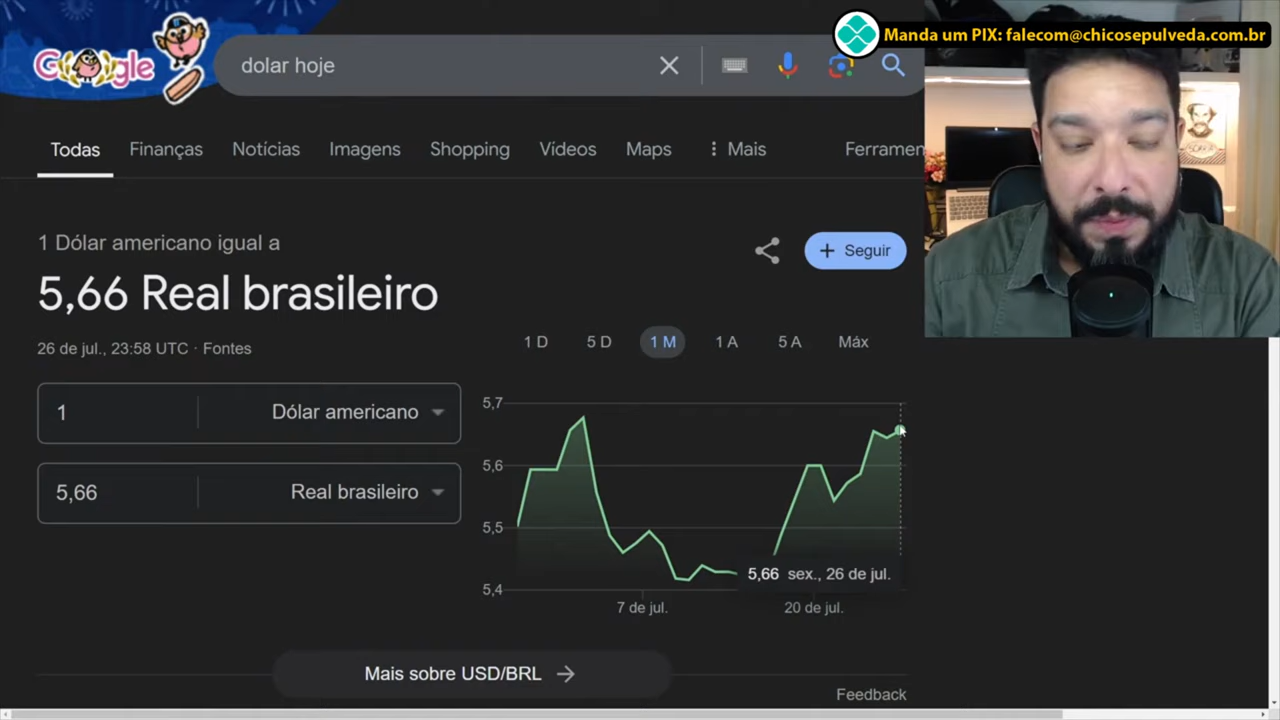 Manda um PIX: falecom@chicosepulveda.com.br
Google
dolar hoje
Todas Finanças Notícias Imagens Shopping Vídeos Maps Mais Ferramen
1 Dólar americano igual a
Seguir
5,66 Real brasileiro
26 de jul., 23:58 UTC · Fontes
1 D 5 D 1 M 1 A 5 A Máx
1 Dólar americano
5,66 Real brasileiro
5,7
5,6
5,5
5,4
5,66 sex., 26 de jul.
7 de jul. 20 de jul.
Mais sobre USD/BRL
Feedback